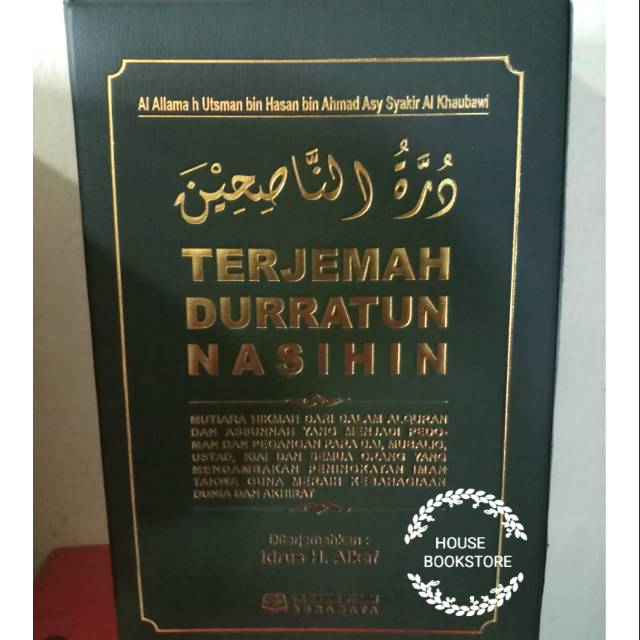 Al Allama h Utsman bin Hasan bin Ahmad Asy Syakir Al Khaubawi
دُرَّةُ النَّاصِحِيْنَ
TERJEMAH
DURRATUN
NASIHIN
MUTIARA HIKMAH DARI DALAM ALQURAN
DAN ASSUNNAH YANG MENJADI PEDO-
MAN DAN PEGANGAN PARA DAI, MUBALIG,
USTAD, KIAI DAN SEMUA ORANG YANG
MENDAMBAKAN PENINGKATAN IMAN-
TAKWA GUNA MERAIH KEBAHAGIAAN
DUNIA DAN AKHIRAT
Diterjemahkan :
Idrus H. Alkaf
SURABAYA
HOUSE
BOOKSTORE